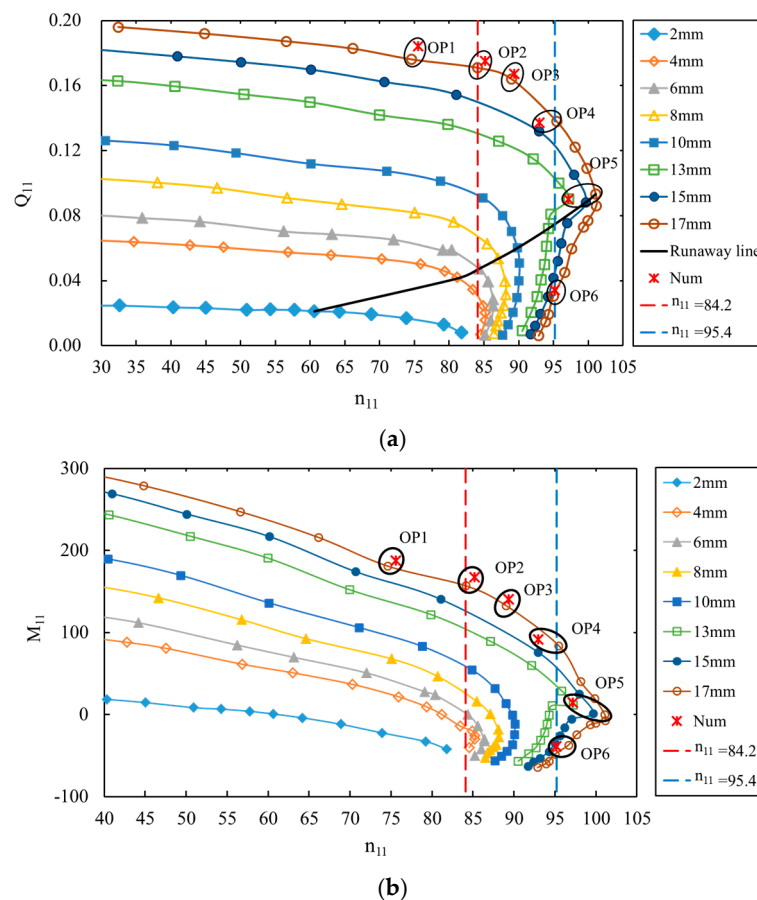 (a)
0.20
0.16
0.12
0.08
0.04
0.00
Q11
30 35 40 45 50 55 60 65 70 75 80 85 90 95 100 105
n11
OP1
OP2
OP3
OP4
OP5
OP6
2mm
4mm
6mm
8mm
10mm
13mm
15mm
17mm
Runaway line
Num
n11 =84.2
n11 =95.4
(a)
300
200
100
0
-100
M11
40 45 50 55 60 65 70 75 80 85 90 95 100 105
n11
OP1
OP2
OP3
OP4
OP5
OP6
2mm
4mm
6mm
8mm
10mm
13mm
15mm
17mm
Num
n11 =84.2
n11 =95.4
(b)